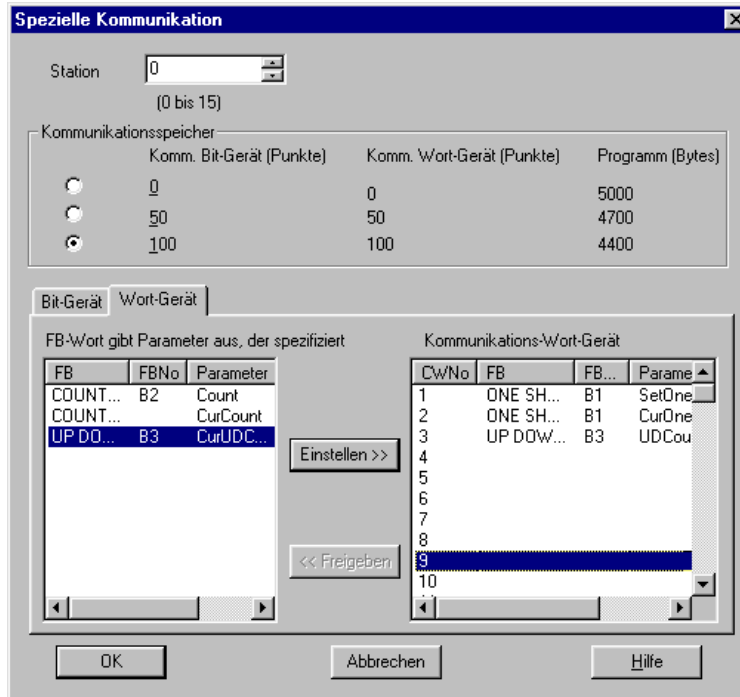 Spezielle Kommunikation
Station 0
(0 bis 15)
Kommunikationsspeicher
Komm. Bit-Gerät (Punkte) Komm. Wort-Gerät (Punkte) Programm (Bytes)
0 0 5000
50 50 4700
100 100 4400
Bit-Gerät Wort-Gerät
FB-Wort gibt Parameter aus, der spezifiziert Kommunikations-Wort-Gerät
FB FBNo Parameter CWNo FB FB... Parame
COUNT... B2 Count 1 ONE SH... B1 SetOne
COUNT... CurCount 2 ONE SH... B1 CurOne
UP DO... B3 CurUDC... 3 UP DOW... B3 UDCou
Einstellen >> 4
5
6
7
8
<< Freigeben 9
10
OK Abbrechen Hilfe